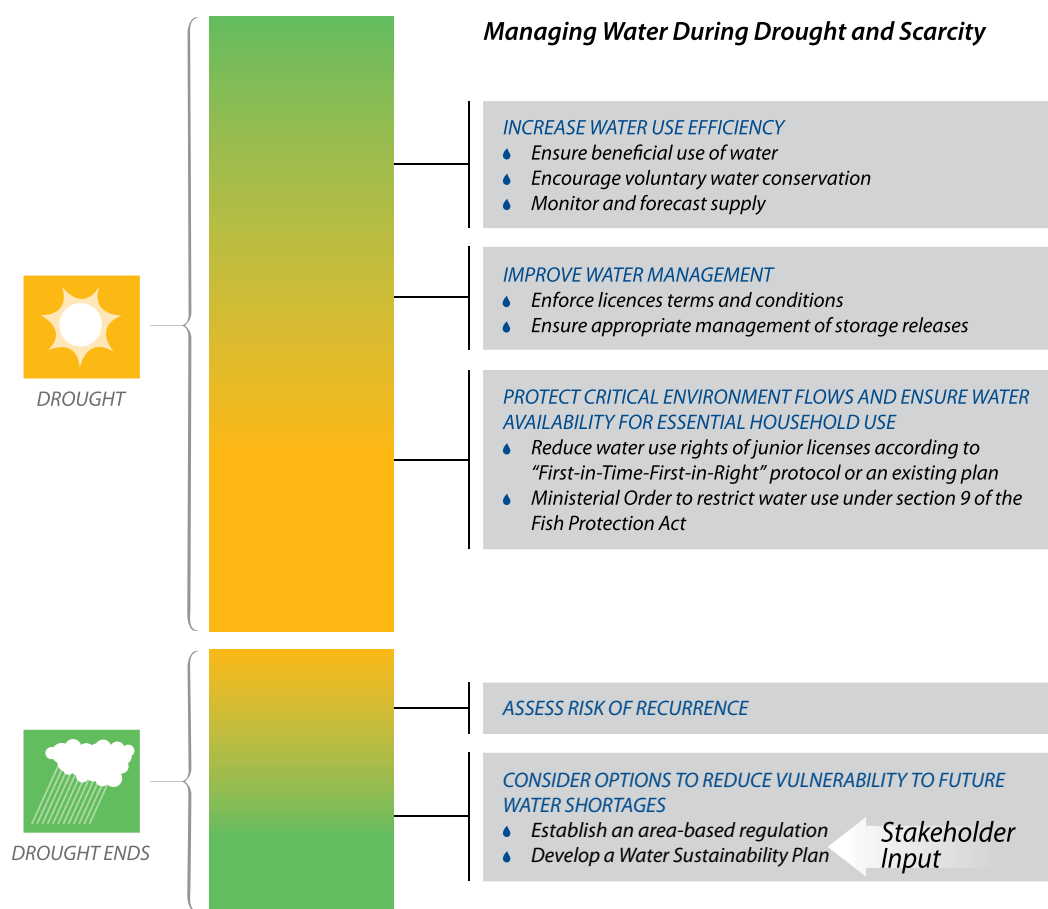 Managing Water During Drought and Scarcity
INCREASE WATER USE EFFICIENCY
Ensure beneficial use of water
Encourage voluntary water conservation
Monitor and forecast supply
IMPROVE WATER MANAGEMENT
Enforce licences terms and conditions
Ensure appropriate management of storage releases
DROUGHT
PROTECT CRITICAL ENVIRONMENT FLOWS AND ENSURE WATER
AVAILABILITY FOR ESSENTIAL HOUSEHOLD USE
Reduce water use rights of junior licenses according to
“First-in-Time-First-in-Right” protocol or an existing plan
Ministerial Order to restrict water use under section 9 of the
Fish Protection Act
ASSESS RISK OF RECURRENCE
DROUGHT ENDS
CONSIDER OPTIONS TO REDUCE VULNERABILITY TO FUTURE
WATER SHORTAGES
Establish an area-based regulation
Develop a Water Sustainability Plan
Stakeholder
Input